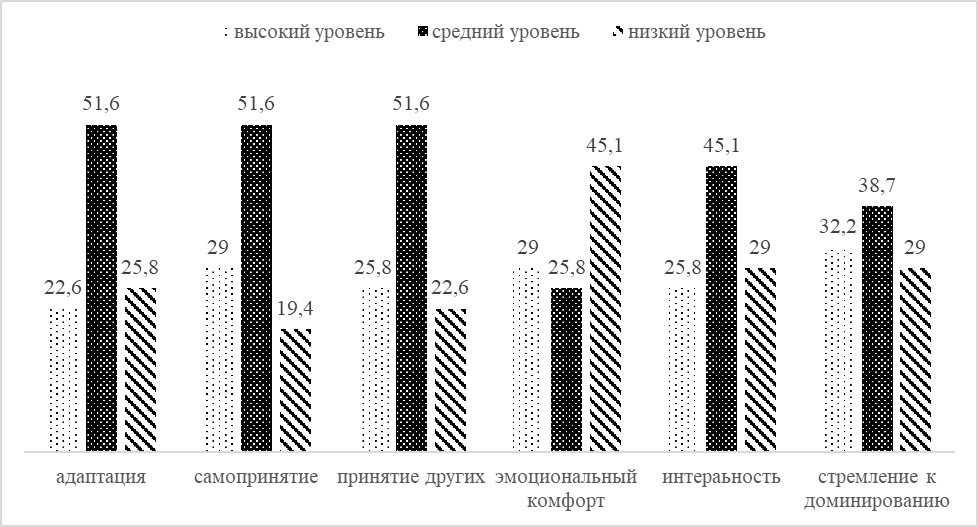 высокий уровень средний уровень низкий уровень
51,6 51,6 51,6
45,1 45,1
38,7
32,2
29 29 29 29
25,8 25,8 25,8 25,8
22,6 22,6
19,4
адаптация самопринятие принятие других эмоциональный интераьность стремление к
комфорт доминированию